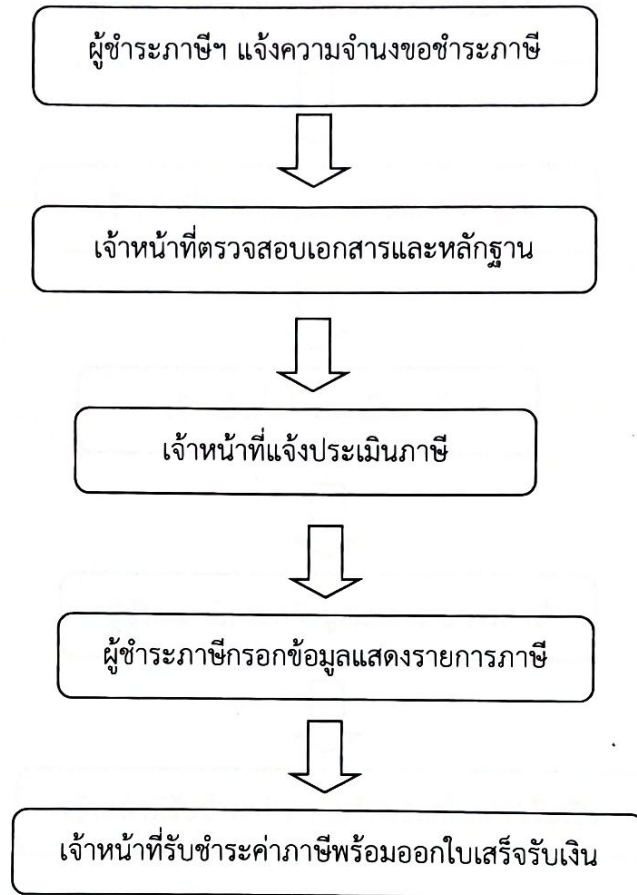 ผู้ชำระภาษีฯ แจ้งความจำนงขอชำระภาษี
เจ้าหน้าที่ตรวจสอบเอกสารและหลักฐาน
เจ้าหน้าที่แจ้งประเมินภาษี
ผู้ชำระภาษีกรอกข้อมูลแสดงรายการภาษี
เจ้าหน้าที่รับชำระค่าภาษีพร้อมออกใบเสร็จรับเงิน